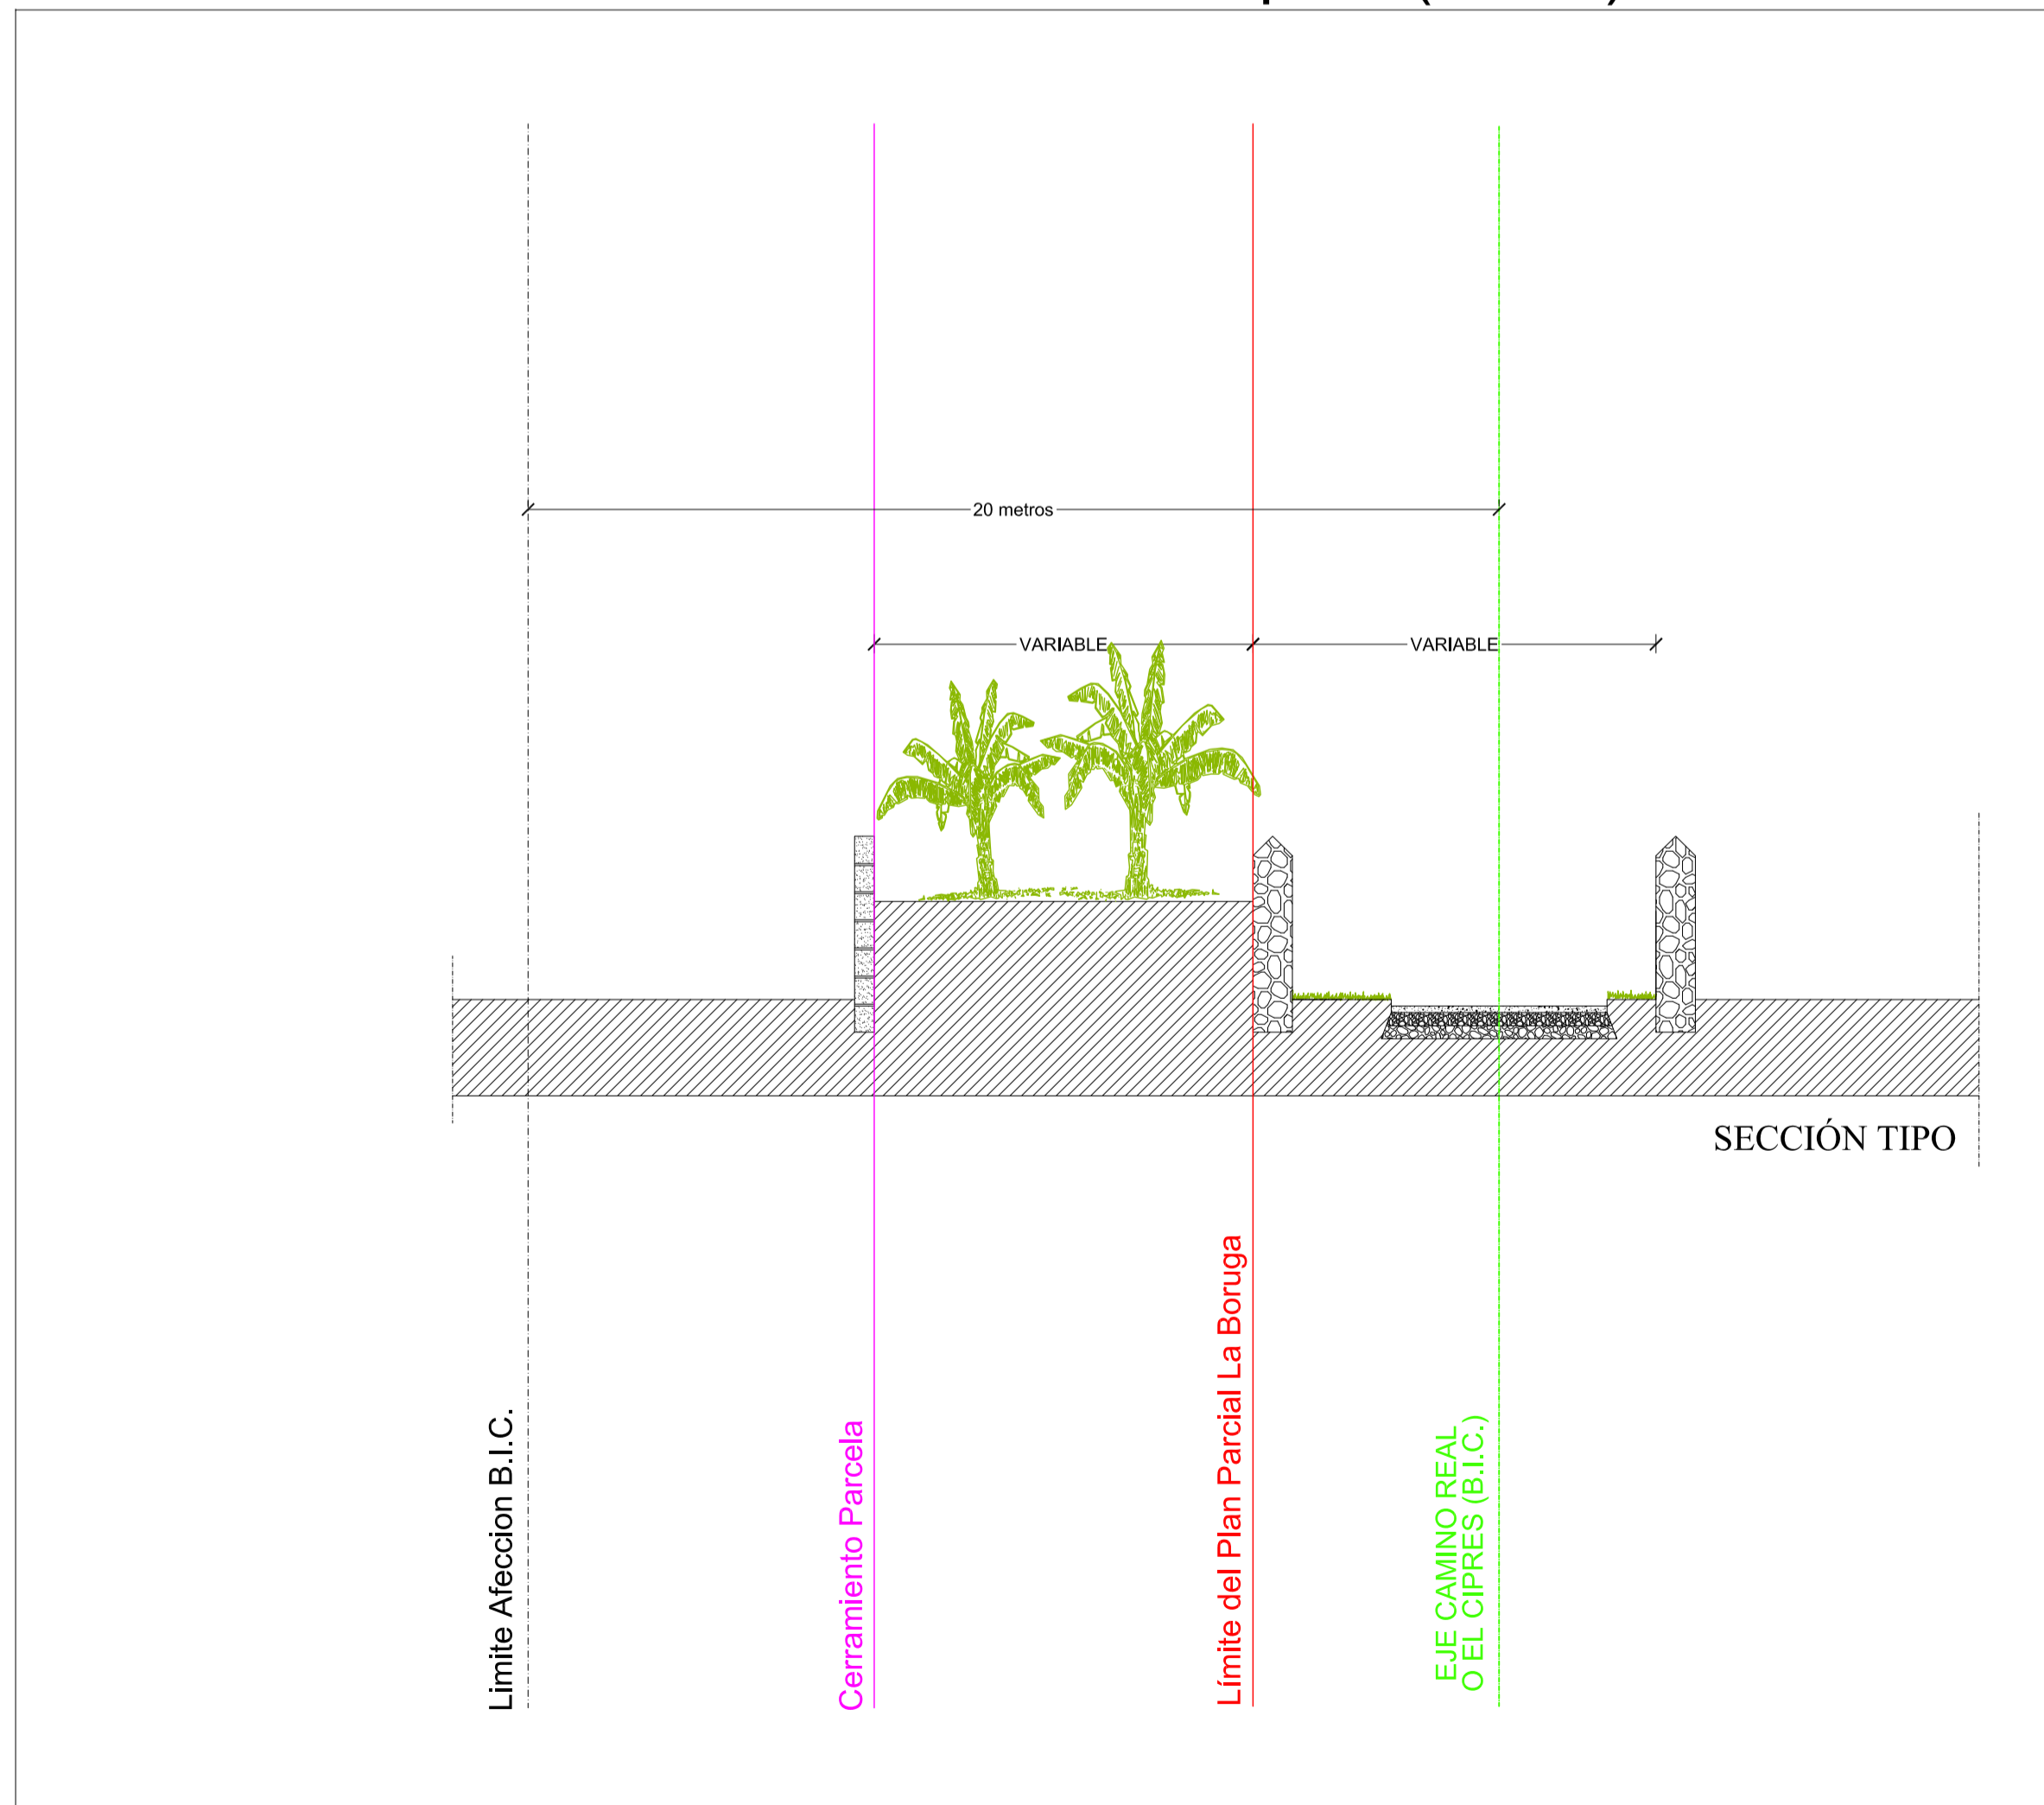 20 metros
VARIABLE
VARIABLE
SECCIÓN TIPO
Limite Afeccion B.I.C.
Cerramiento Parcela
Límite del Plan Parcial La Boruga
EJE CAMINO REAL
O EL CIPRES (B.I.C.)